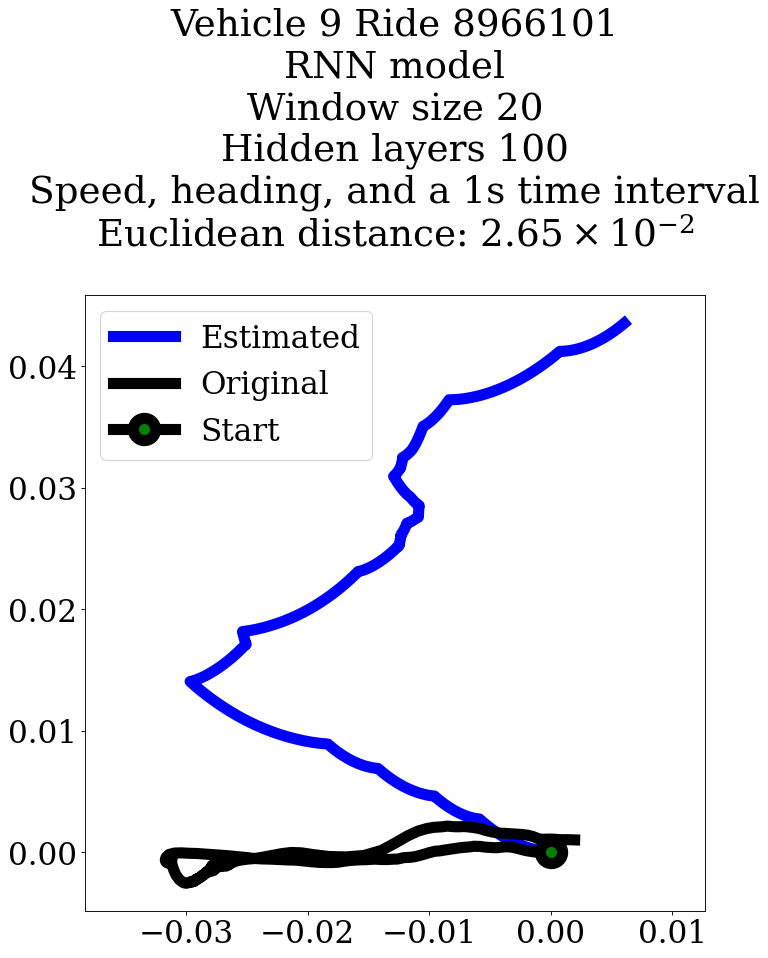 Vehicle 9 Ride 8966101
RNN model
Window size 20
Hidden layers 100
Speed, heading, and a 1s time interval
Euclidean distance: 2.65 × 10⁻²
Estimated
Original
Start
0.04
0.03
0.02
0.01
0.00
−0.03 −0.02 −0.01 0.00 0.01